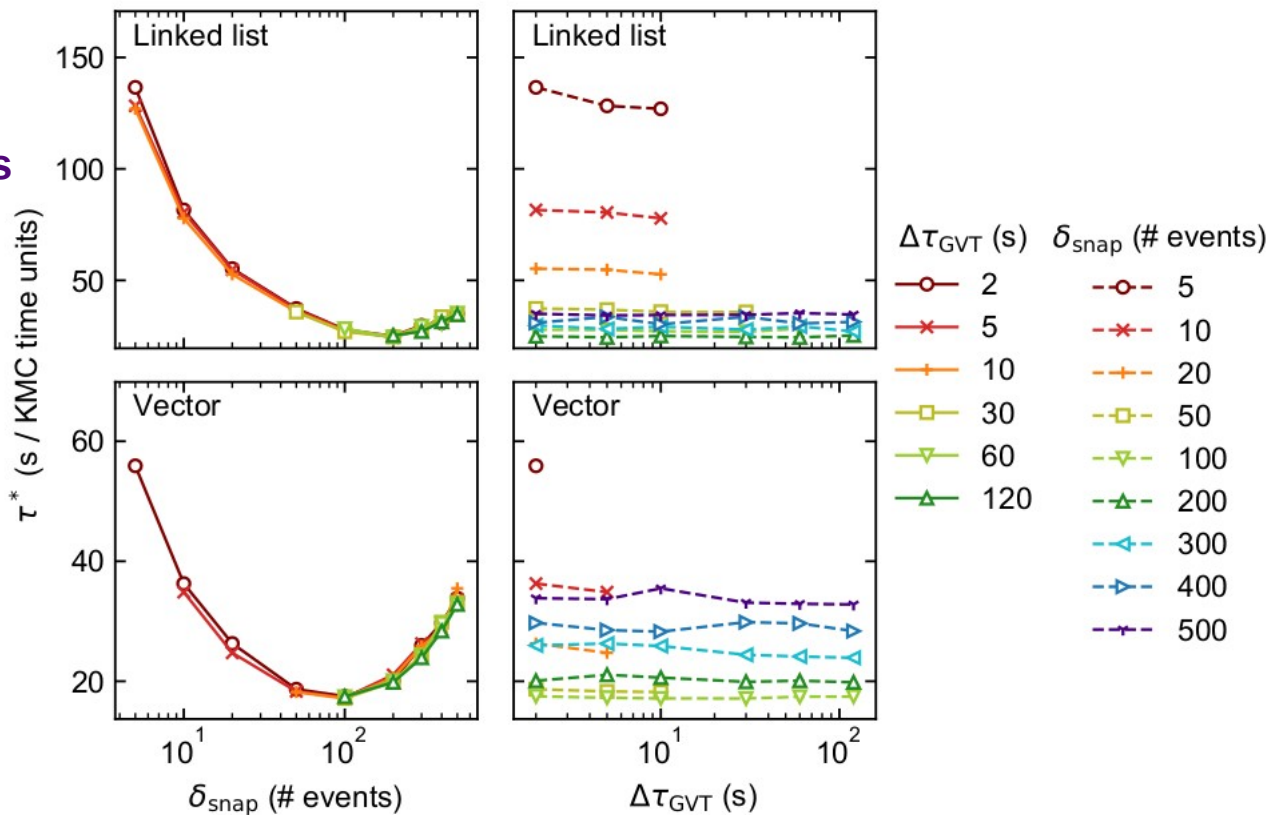 Linked list
Linked list
150
100
50
s
Vector
Vector
60
40
20
τ* (s / KMC time units)
10¹
10²
10¹
10²
δsnap (# events)
ΔτGVT (s)
ΔτGVT (s)
2
5
10
30
60
120
δsnap (# events)
5
10
20
50
100
200
300
400
500